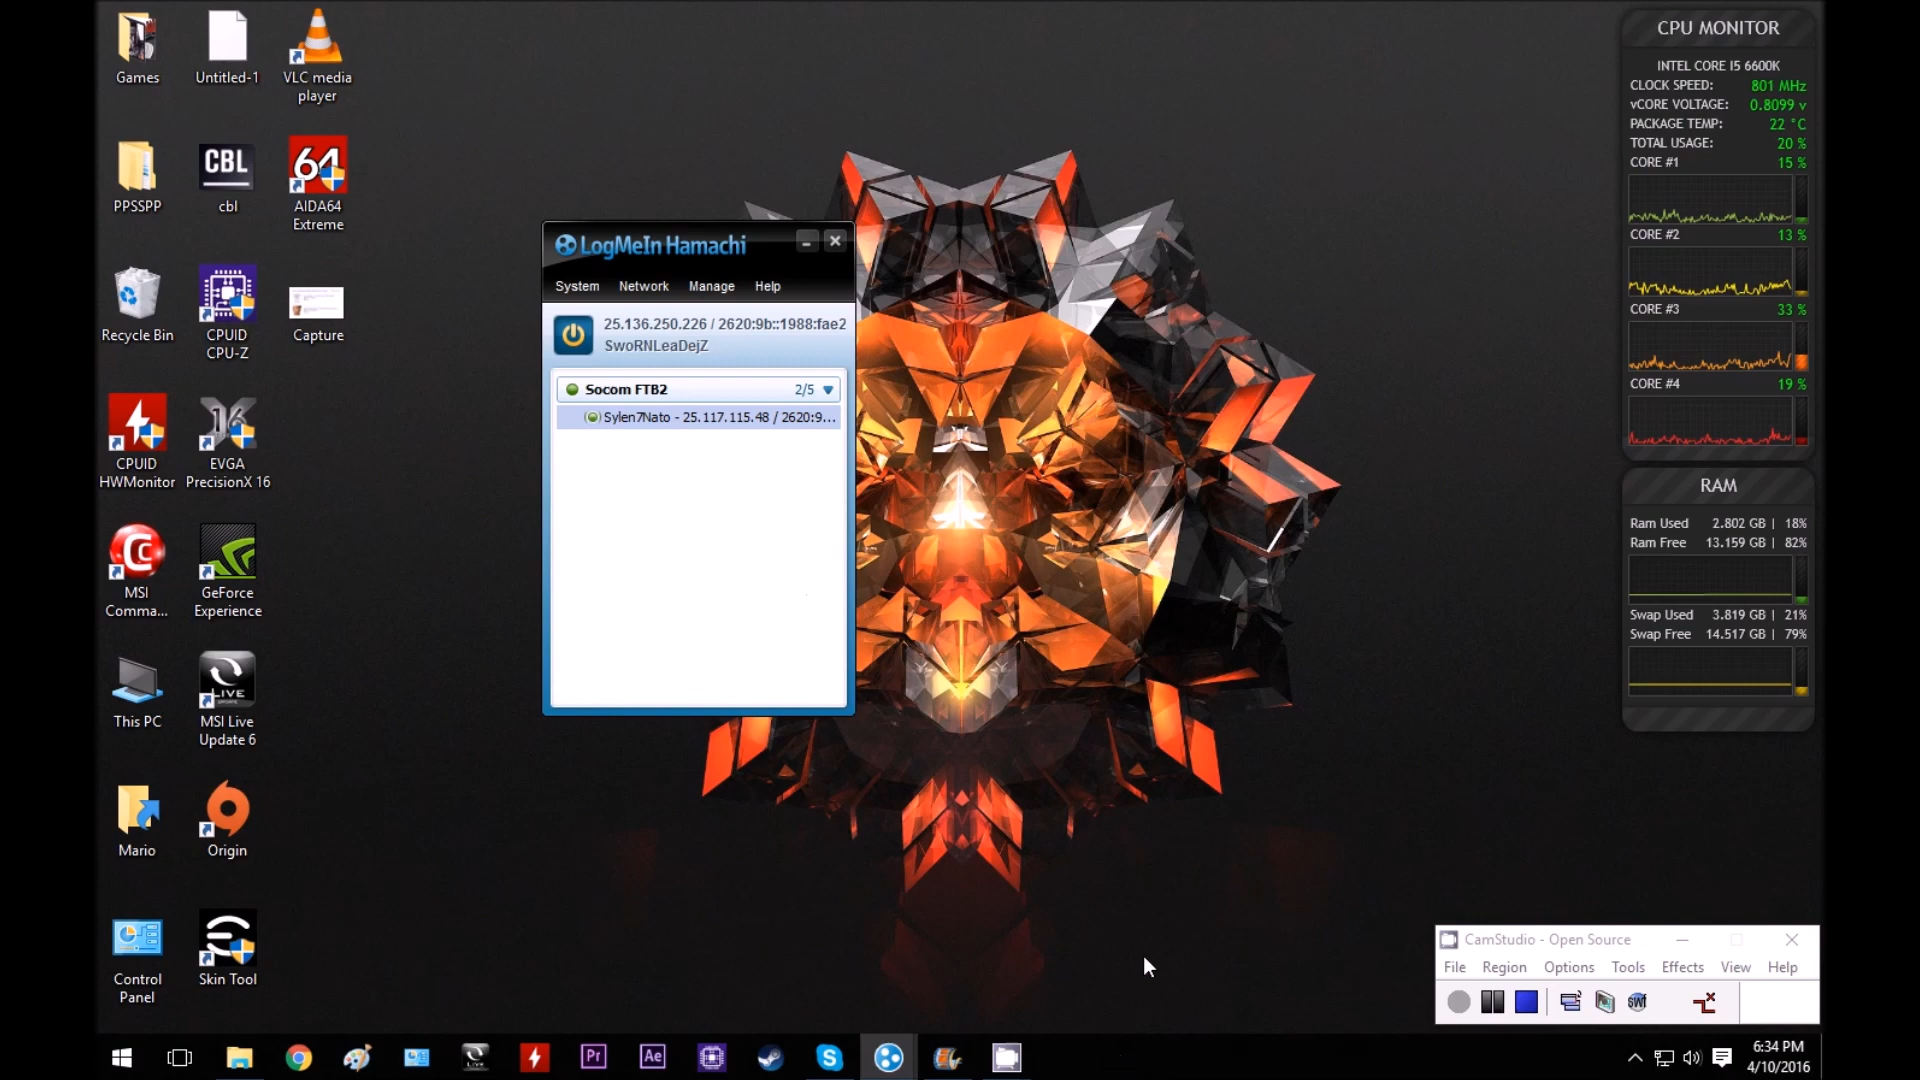 Games
Untitled-1
VLC media
player
PPSSPP
CBL
cbl
64
AIDA64
Extreme
Recycle Bin
CPUID
CPU-Z
Capture
CPUID
HWMonitor
16
EVGA
PrecisionX 16
MSI
Comma...
GeForce
Experience
This PC
LIVE
UPDATE
MSI Live
Update 6
Mario
Origin
Control
Panel
Skin Tool
LogMeIn Hamachi
System Network Manage Help
25.136.250.226 / 2620:9b::1988:fae2
SwoRNLeaDejZ
Socom FTB2 2/5
Sylen7Nato - 25.117.115.48 / 2620:9...
CPU MONITOR
INTEL CORE I5 6600K
CLOCK SPEED: 801 MHz
vCORE VOLTAGE: 0.8099 v
PACKAGE TEMP: 22 °C
TOTAL USAGE: 20 %
CORE #1 15 %
CORE #2 13 %
CORE #3 33 %
CORE #4 19 %
RAM
Ram Used 2.802 GB | 18%
Ram Free 13.159 GB | 82%
Swap Used 3.819 GB | 21%
Swap Free 14.517 GB | 79%
CamStudio - Open Source
File Region Options Tools Effects View Help
swf
LIVE
Pr
Ae
6:34 PM
4/10/2016